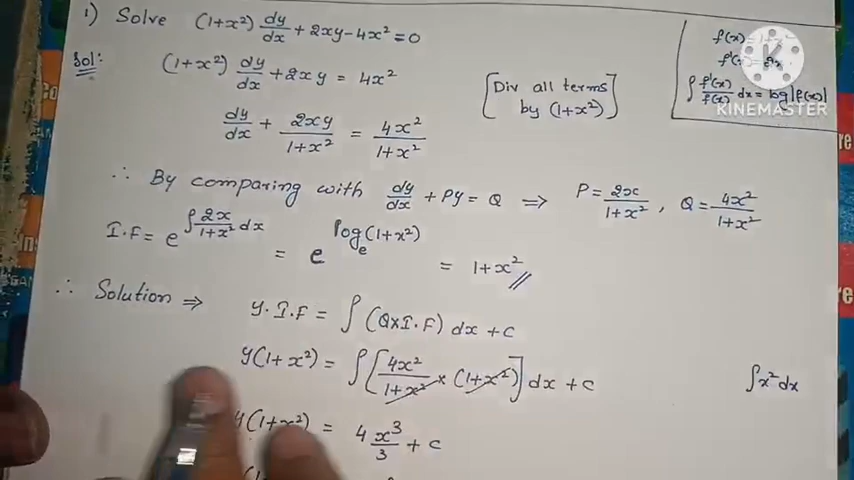 1) Solve (1+x²) dy/dx + 2xy - 4x² = 0
Sol: (1+x²) dy/dx + 2xy = 4x²
[Div all terms
by (1+x²)]
f'(x) = 2x
∫ f'(x)/f(x) dx = log|f(x)|
KINEMASTER
dy/dx + 2xy/1+x² = 4x²/1+x²
∴ By comparing with dy/dx + Py = Q ⇒ P = 2x/1+x² , Q = 4x²/1+x²
I.F = e^∫2x/1+x² dx = e^log_e(1+x²) = 1+x² //
∴ Solution ⇒ y.I.F = ∫(Q×I.F) dx + c
y(1+x²) = ∫[4x²/1+x² × (1+x²)] dx + c
∫x² dx
y(1+x²) = 4 x³/3 + c